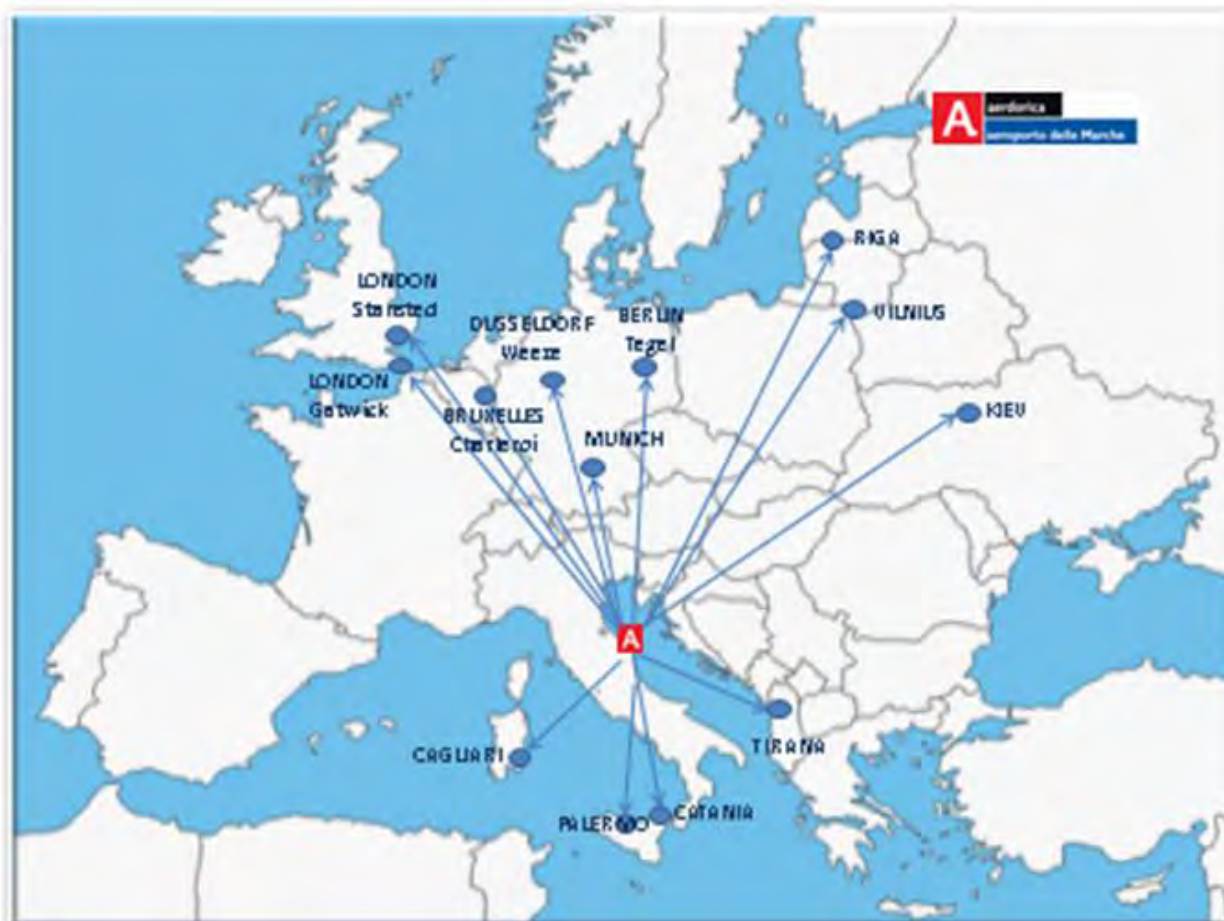 A
aerdorica
aeroporto delle Marche
RIGA
LONDON
Stansted
VILNIUS
DUSSELDORF
Weeze
BERLIN
Tegel
LONDON
Gatwick
BRUXELLES
Charleroi
MUNICH
KIEV
A
TIRANA
CAGLIARI
PALERMO
CATANIA